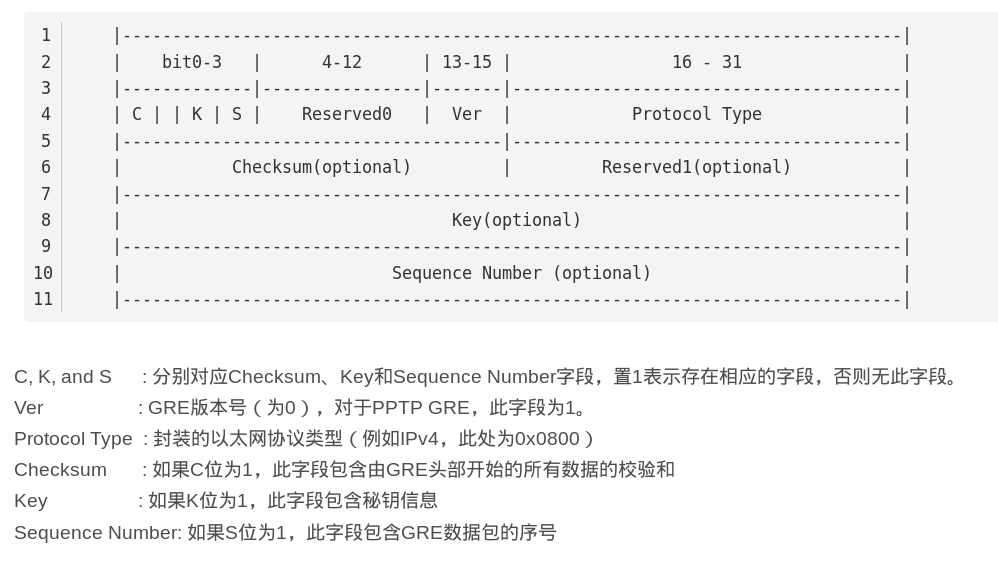 1 |------------------------------------------------------------------------------|
2 |    bit0-3   |      4-12      | 13-15 |                16 - 31                |
3 |-------------|----------------|-------|---------------------------------------|
4 | C | | K | S |    Reserved0   |  Ver  |            Protocol Type              |
5 |--------------------------------------|---------------------------------------|
6 |           Checksum(optional)         |         Reserved1(optional)           |
7 |------------------------------------------------------------------------------|
8 |                                 Key(optional)                                |
9 |------------------------------------------------------------------------------|
10 |                           Sequence Number (optional)                         |
11 |------------------------------------------------------------------------------|
C, K, and S : 分别对应Checksum、Key和Sequence Number字段，置1表示存在相应的字段，否则无此字段。
Ver : GRE版本号（为0），对于PPTP GRE，此字段为1。
Protocol Type : 封装的以太网协议类型（例如IPv4，此处为0x0800）
Checksum : 如果C位为1，此字段包含由GRE头部开始的所有数据的校验和
Key : 如果K位为1，此字段包含秘钥信息
Sequence Number: 如果S位为1，此字段包含GRE数据包的序号